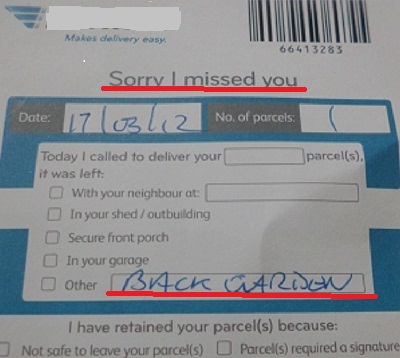 Makes delivery easy.
66413283
Sorry I missed you
Date: 17/03/12 No. of parcels: 1
Today I called to deliver your parcel(s),
it was left:
With your neighbour at:
In your shed / outbuilding
Secure front porch
In your garage
Other BACK GARDEN
I have retained your parcel(s) because:
Not safe to leave your parcel(s) Parcel(s) required a signature